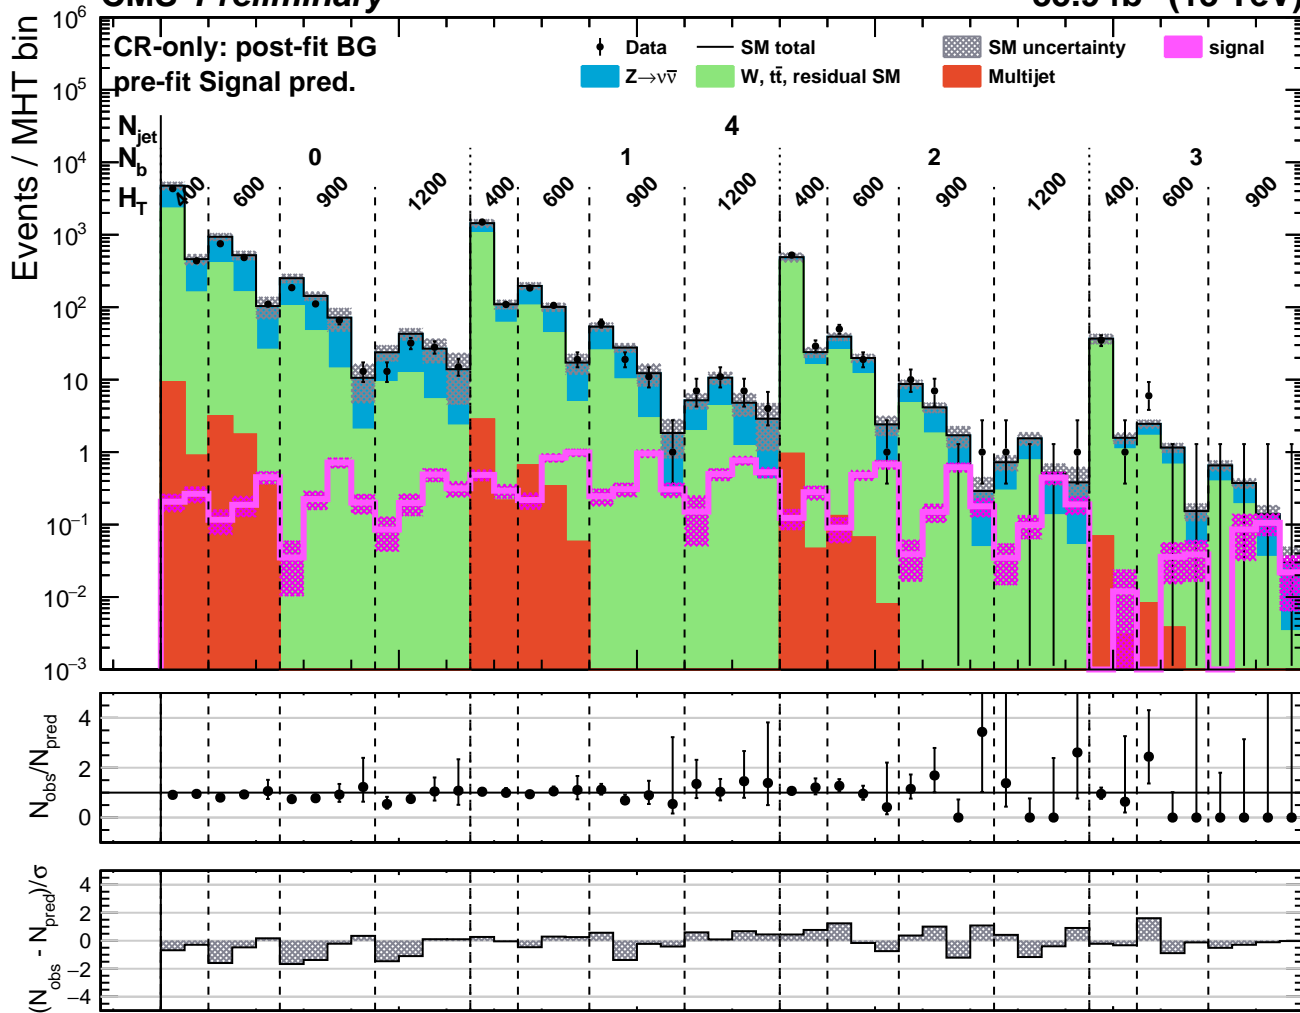 CMS Preliminary
(13 TeV)
10^6
10^5
10^4
10^3
10^2
10
1
10^−1
10^−2
10^−3
Events / MHT bin
CR-only: post-fit BG
pre-fit Signal pred.
Data
SM total
SM uncertainty
signal
Z→νν̄
W, tt̄, residual SM
Multijet
N_jet 4
N_b 0 1 2 3
H_T 400 600 900 1200 400 600 900 1200 400 600 900 1200 400 600 900
N_obs/N_pred
4
2
0
(N_obs - N_pred)/σ
4
2
0
−2
−4